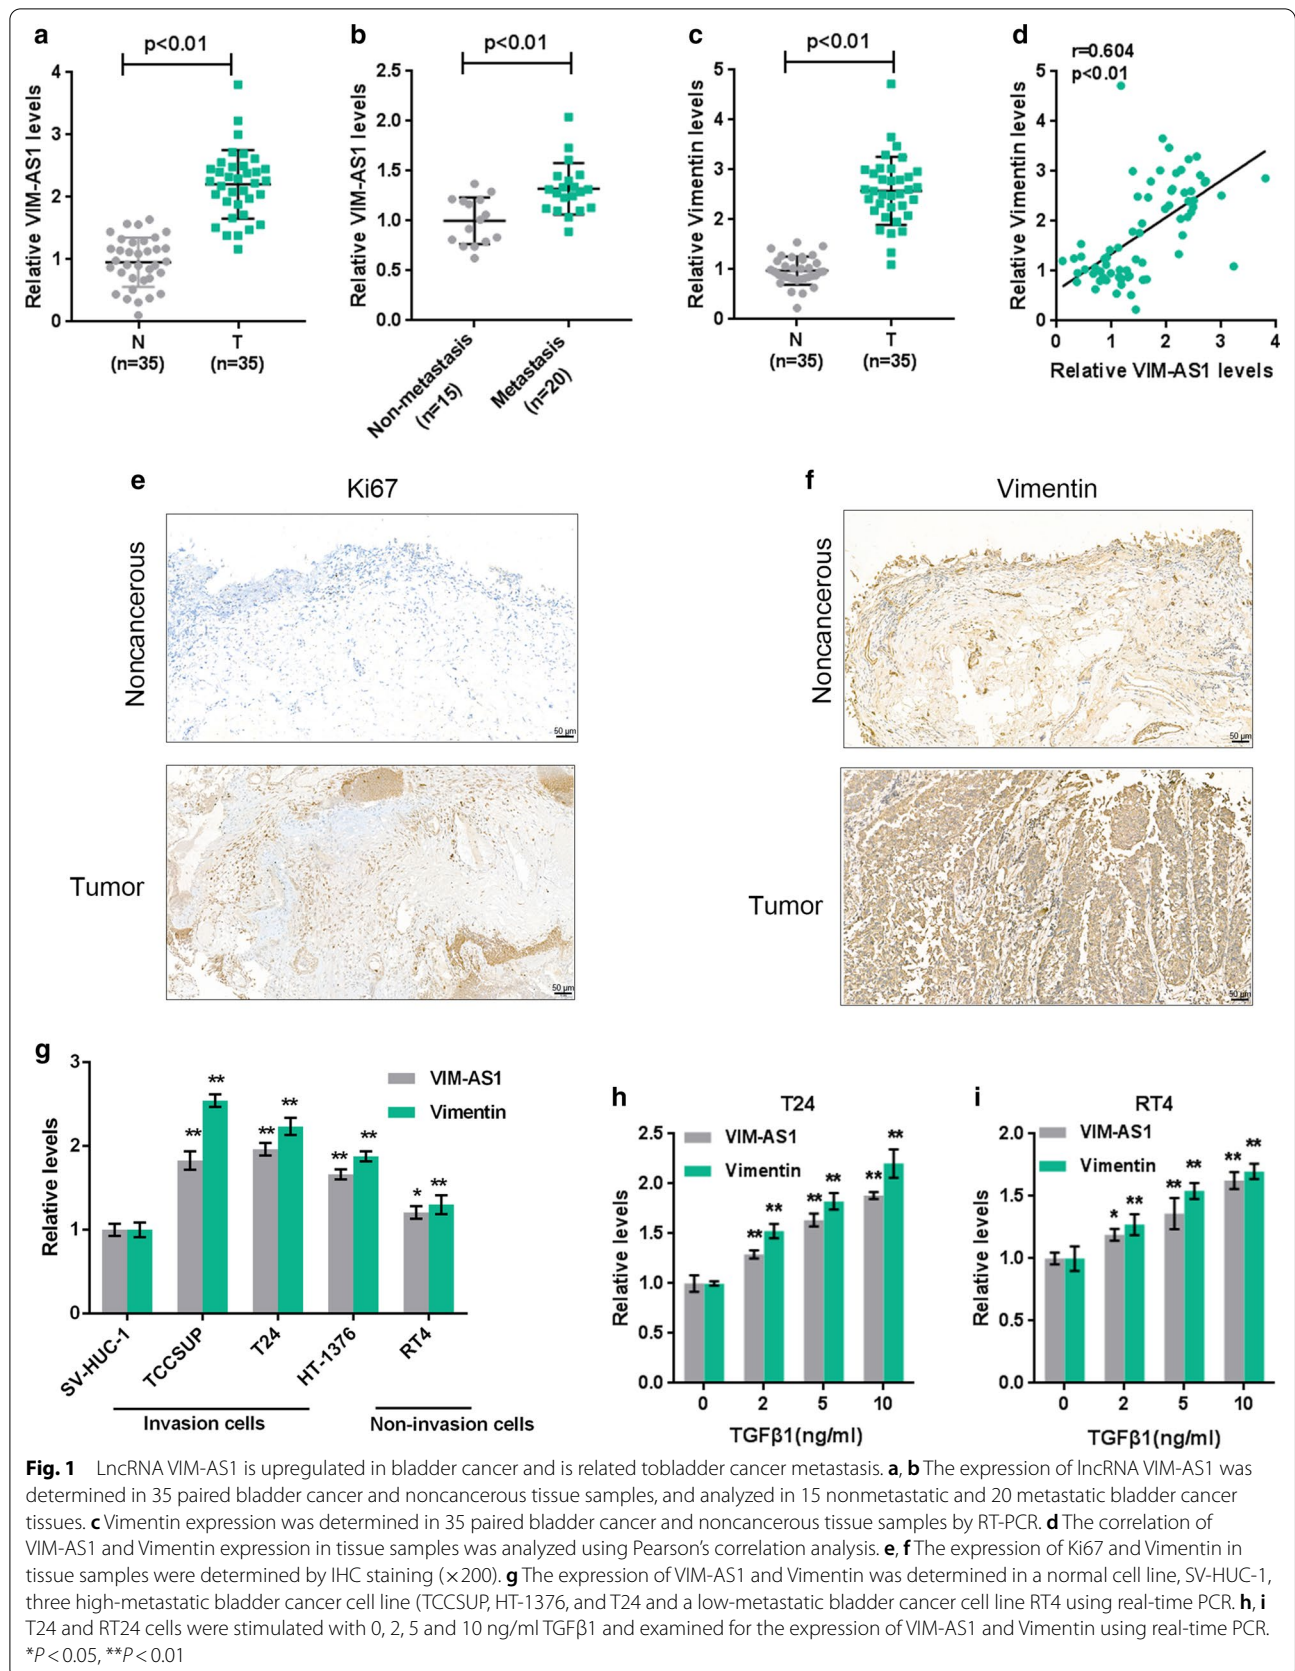 a
p<0.01
Relative VIM-AS1 levels
4
3
2
1
0
N
(n=35)
T
(n=35)
b
p<0.01
Relative VIM-AS1 levels
2.5
2.0
1.5
1.0
0.5
0.0
Non-metastasis
(n=15)
Metastasis
(n=20)
c
p<0.01
Relative Vimentin levels
5
4
3
2
1
0
N
(n=35)
T
(n=35)
d
r=0.604
p<0.01
Relative Vimentin levels
5
4
3
2
1
0
0 1 2 3 4
Relative VIM-AS1 levels
e
Ki67
Noncancerous
50 μm
Tumor
50 μm
f
Vimentin
Noncancerous
50 μm
Tumor
50 μm
g
Relative levels
3
2
1
0
VIM-AS1
Vimentin
** **
** **
** **
* **
SV-HUC-1
TCCSUP
T24
HT-1376
RT4
Invasion cells
Non-invasion cells
h
T24
Relative levels
2.5
2.0
1.5
1.0
0.5
0.0
VIM-AS1
Vimentin
** **
** **
** **
0 2 5 10
TGFβ1(ng/ml)
i
RT4
Relative levels
2.0
1.5
1.0
0.5
0.0
VIM-AS1
Vimentin
* **
** **
** **
0 2 5 10
TGFβ1(ng/ml)
Fig. 1 LncRNA VIM-AS1 is upregulated in bladder cancer and is related tobladder cancer metastasis. a, b The expression of lncRNA VIM-AS1 was
determined in 35 paired bladder cancer and noncancerous tissue samples, and analyzed in 15 nonmetastatic and 20 metastatic bladder cancer
tissues. c Vimentin expression was determined in 35 paired bladder cancer and noncancerous tissue samples by RT-PCR. d The correlation of
VIM-AS1 and Vimentin expression in tissue samples was analyzed using Pearson's correlation analysis. e, f The expression of Ki67 and Vimentin in
tissue samples were determined by IHC staining (×200). g The expression of VIM-AS1 and Vimentin was determined in a normal cell line, SV-HUC-1,
three high-metastatic bladder cancer cell line (TCCSUP, HT-1376, and T24 and a low-metastatic bladder cancer cell line RT4 using real-time PCR. h, i
T24 and RT24 cells were stimulated with 0, 2, 5 and 10 ng/ml TGFβ1 and examined for the expression of VIM-AS1 and Vimentin using real-time PCR.
*P < 0.05, **P < 0.01